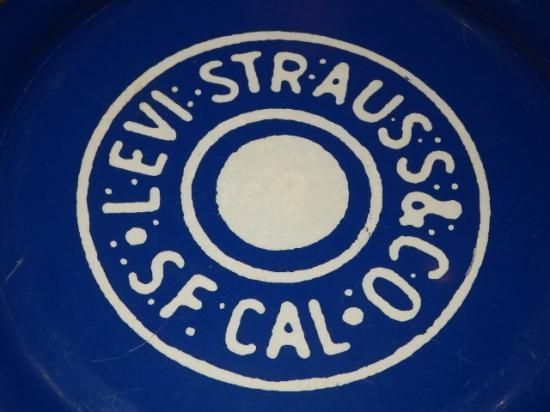 LEVI STRAUSS & CO
S.F. CAL